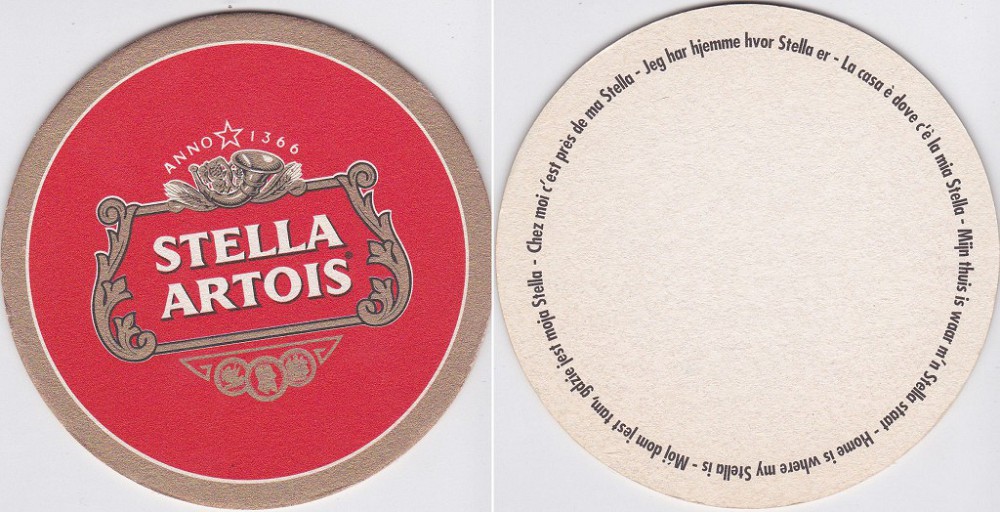 ANNO 1366
STELLA
ARTOIS®
Chez moi c'est près de ma Stella - Jeg har hjemme hvor Stella er - La casa è dove c'è la mia Stella - Mijn thuis is waar m'n Stella staat - Home is where my Stella is - Mój dom jest tam, gdzie jest moja Stella -